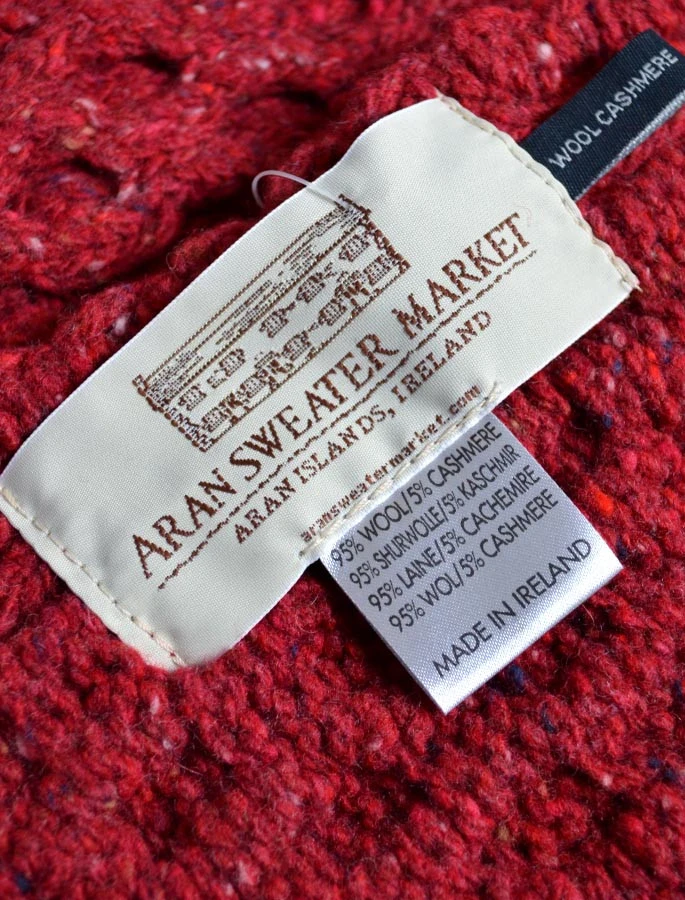 WOOL CASHMERE
ARAN SWEATER MARKET
ARAN ISLANDS, IRELAND
aransweatermarket.com
95% WOOL/5% CASHMERE
95% SHURWOLLE/5% KASCHMIR
95% LAINE/5% CACHEMIRE
95% WOL/5% CASHMERE
MADE IN IRELAND